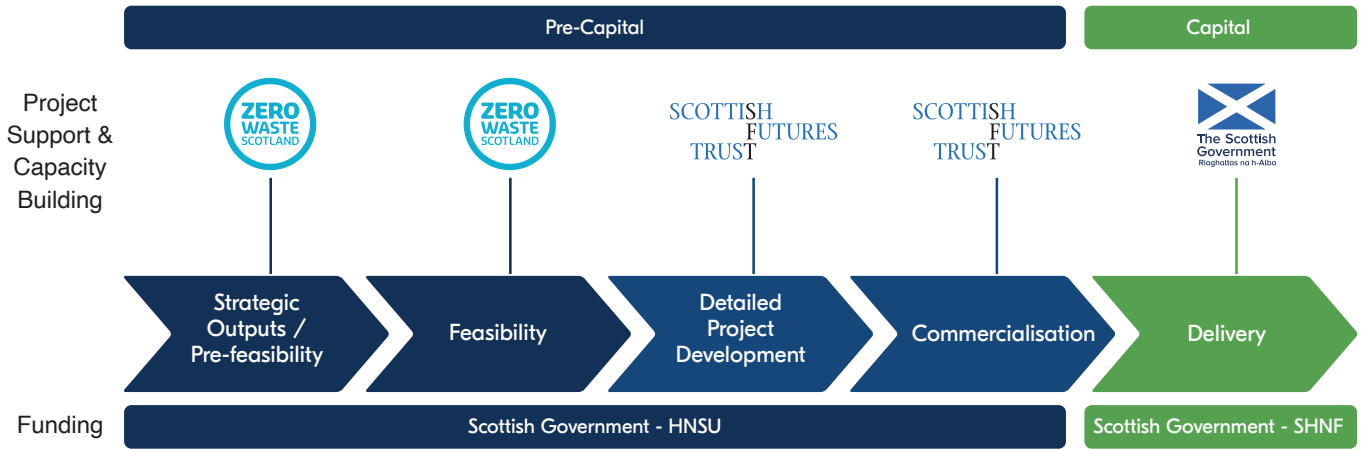 Pre-Capital
Capital
Project
Support &
Capacity
Building
ZERO
WASTE
SCOTLAND
ZERO
WASTE
SCOTLAND
SCOTTISH
FUTURES
TRUST
SCOTTISH
FUTURES
TRUST
The Scottish
Government
Riaghaltas na h-Alba
Strategic
Outputs /
Pre-feasibility
Feasibility
Detailed
Project
Development
Commercialisation
Delivery
Funding
Scottish Government - HNSU
Scottish Government - SHNF